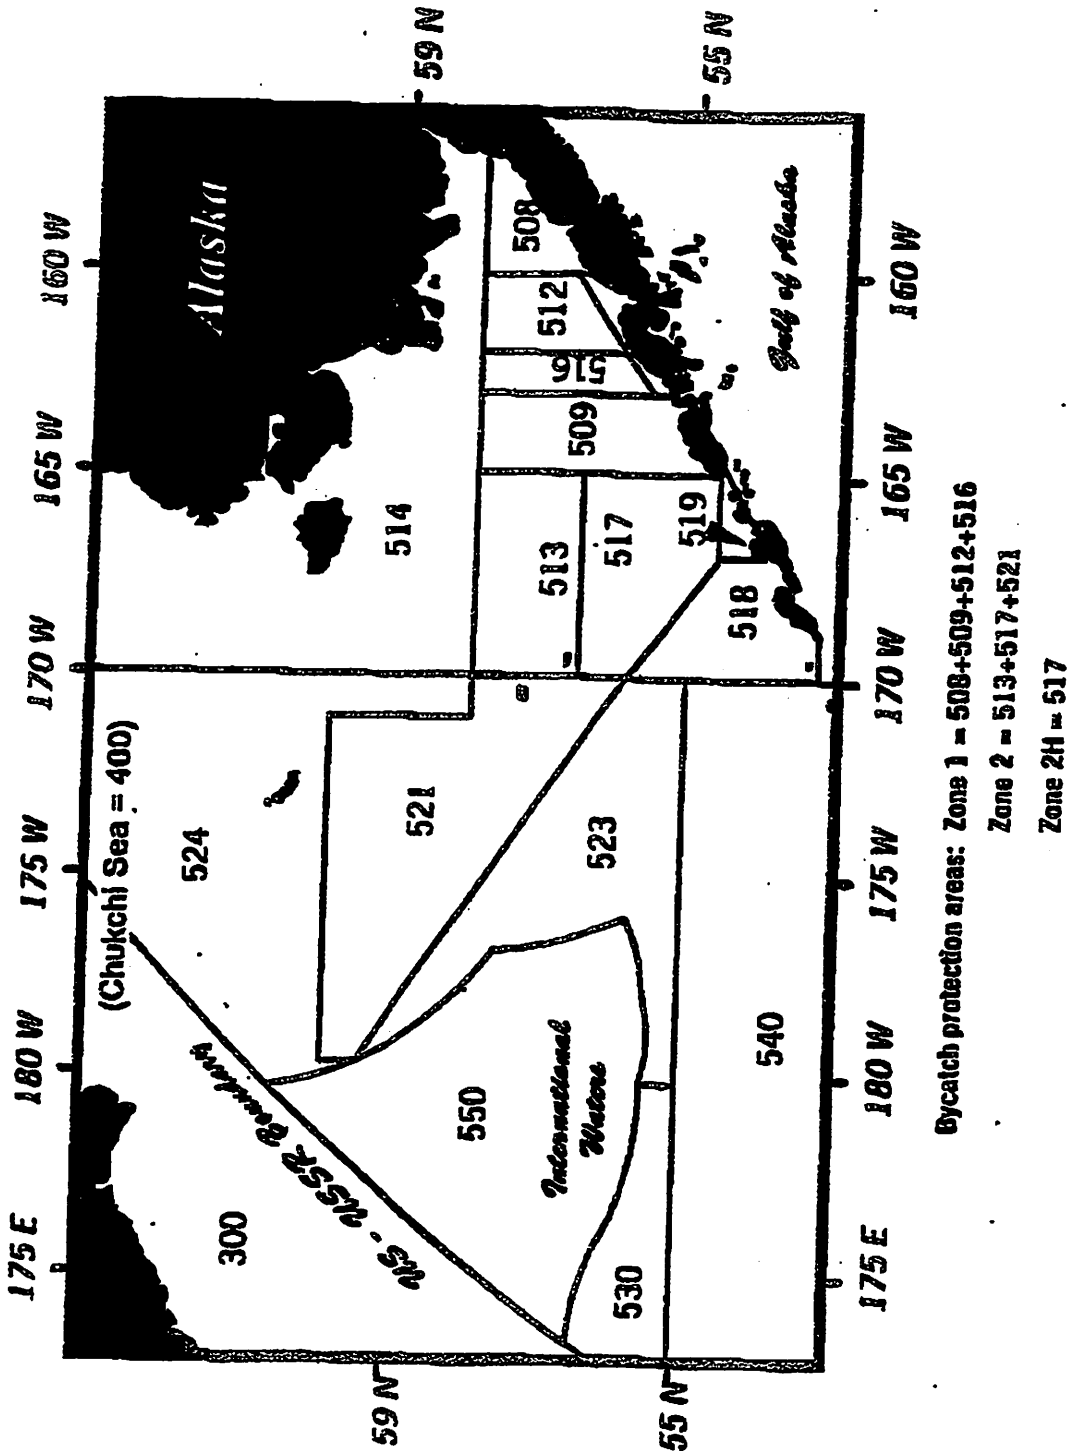 175 E
180 W
175 W
170 W
165 W
160 W
(Chukchi Sea = 400)
Alaska
524
300
US - USSR Boundary
59 N
59 N
514
521
550
508
512
516
509
513
517
International
Waters
523
530
519
518
55 N
55 N
540
Gulf of Alaska
175 E
180 W
175 W
170 W
165 W
160 W
Bycatch protection areas: Zone 1 = 508+509+512+516
Zone 2 = 513+517+521
Zone 2H = 517